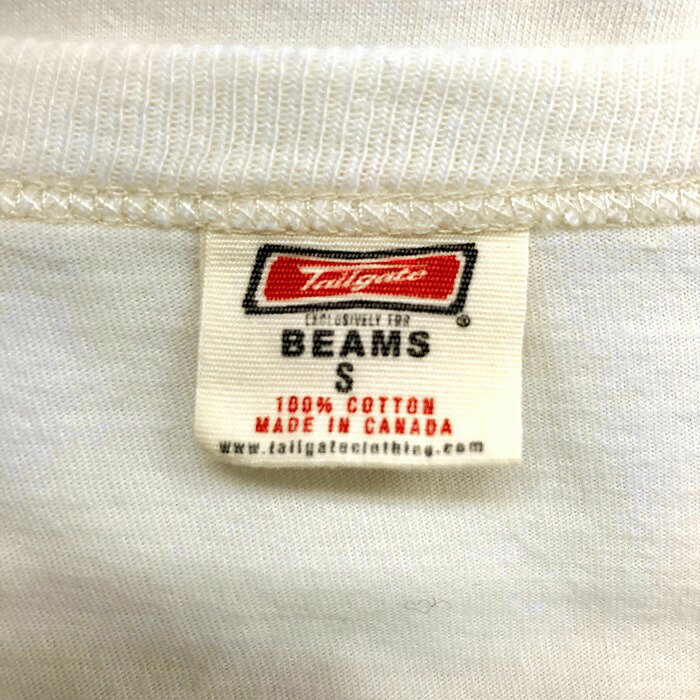 Tailgate
®
EXCLUSIVELY FOR
BEAMS
S
100% COTTON
MADE IN CANADA
www.tailgateclothing.com